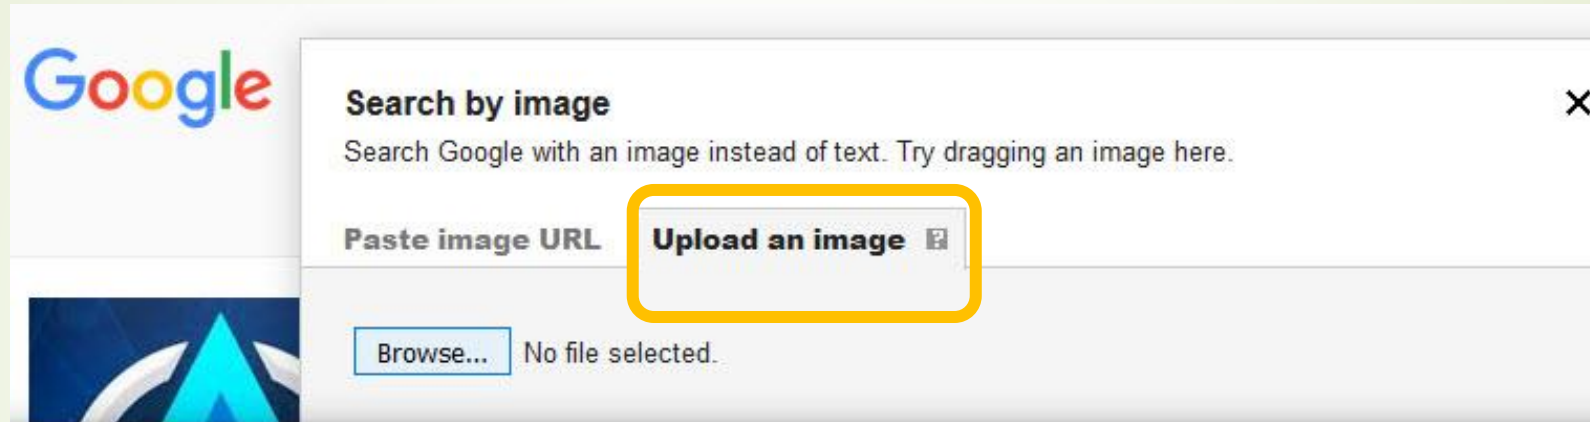 Google
Search by image
Search Google with an image instead of text. Try dragging an image here.
Paste image URL Upload an image ?
Browse... No file selected.